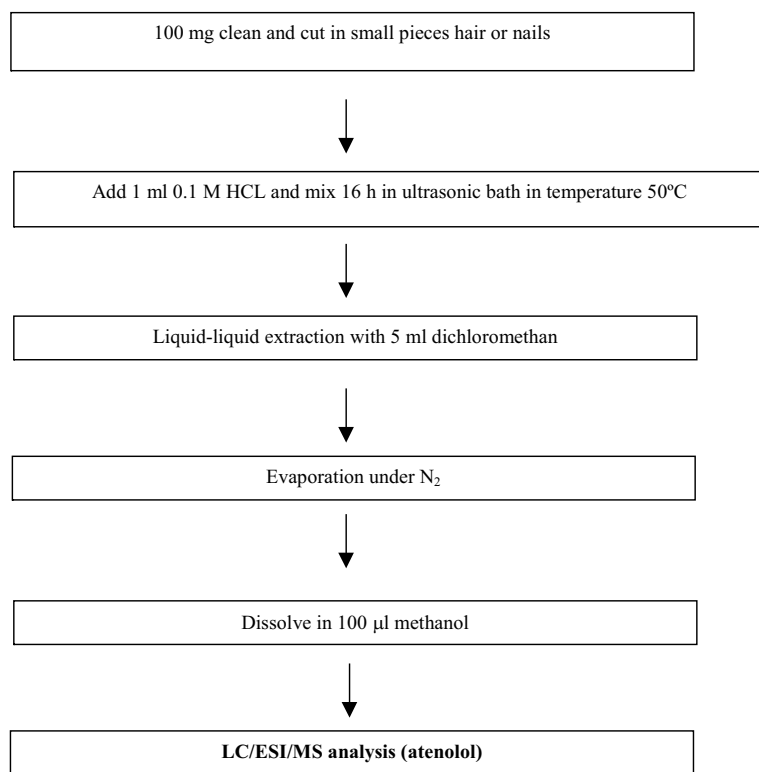 100 mg clean and cut in small pieces hair or nails
Add 1 ml 0.1 M HCL and mix 16 h in ultrasonic bath in temperature 50ºC
Liquid-liquid extraction with 5 ml dichloromethan
Evaporation under N₂
Dissolve in 100 μl methanol
LC/ESI/MS analysis (atenolol)